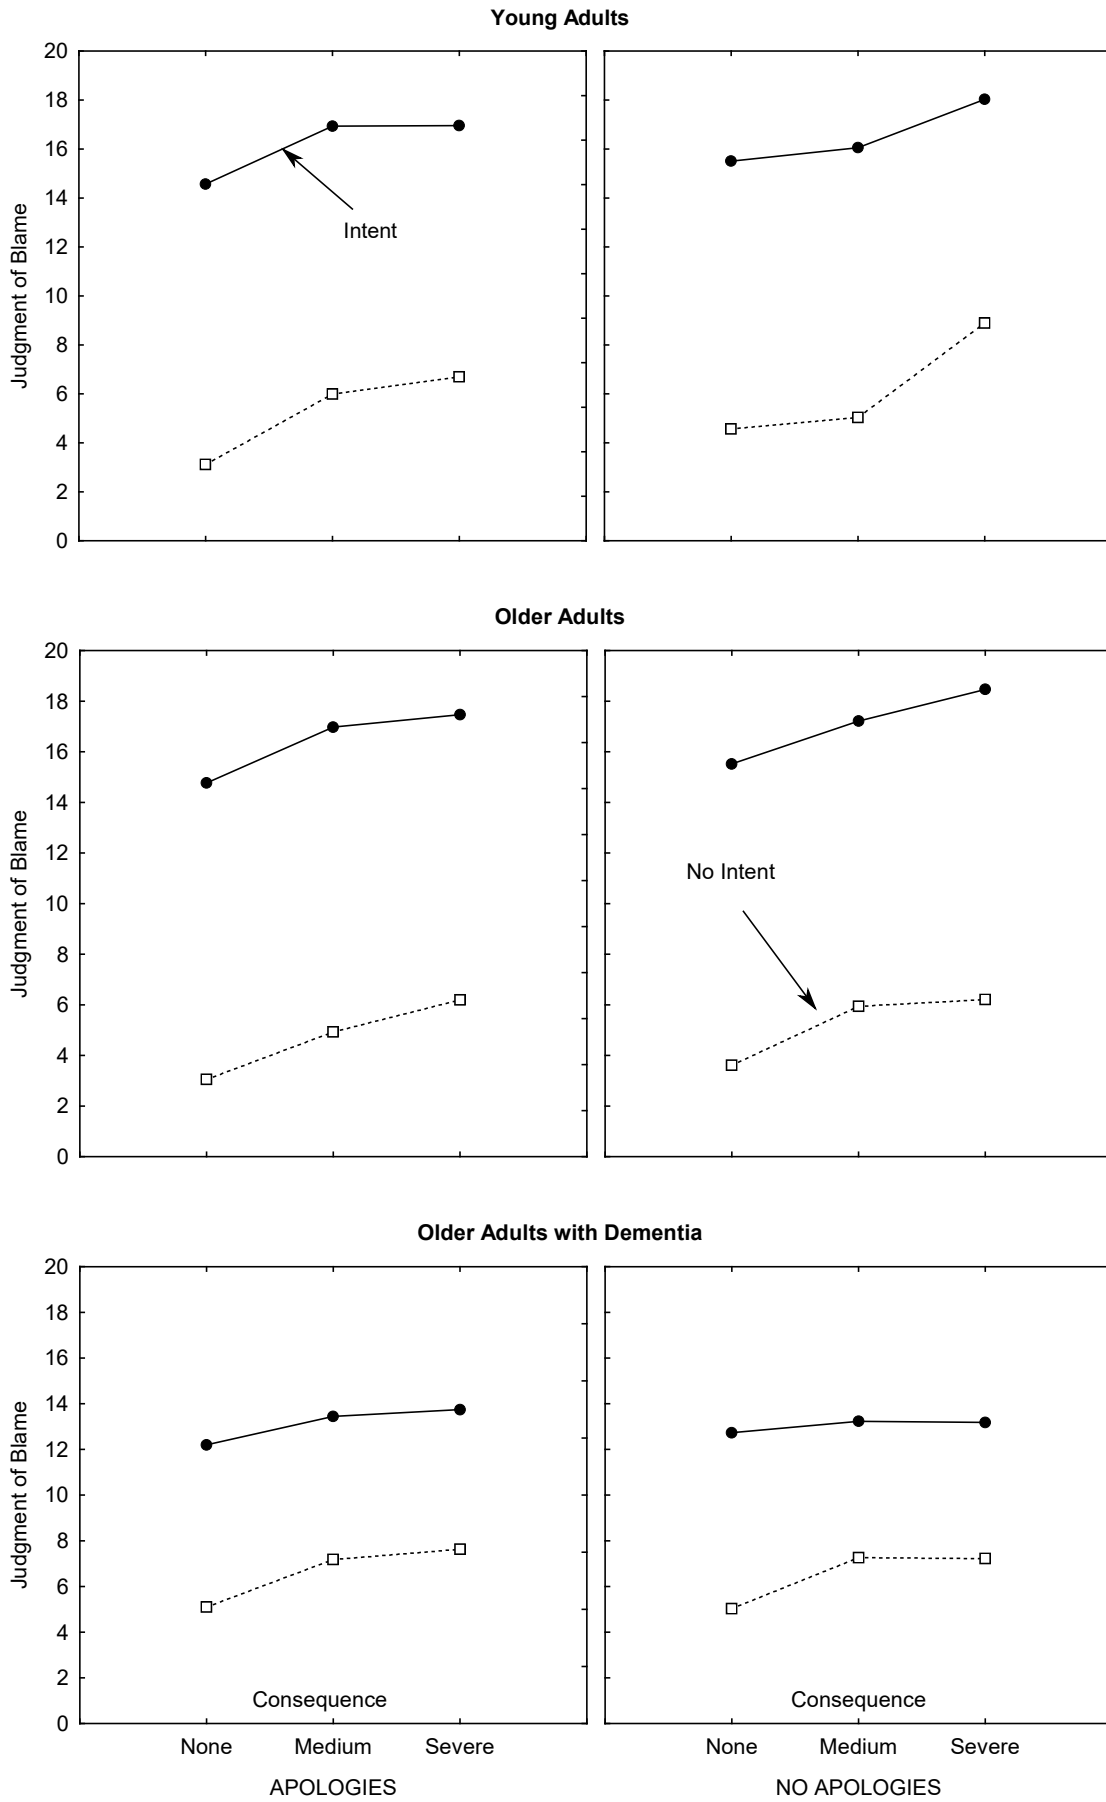 Young Adults
20
18
16
14
12
10
8
6
4
2
0
Judgment of Blame
Intent
Older Adults
20
18
16
14
12
10
8
6
4
2
0
Judgment of Blame
No Intent
Older Adults with Dementia
20
18
16
14
12
10
8
6
4
2
0
Judgment of Blame
Consequence
Consequence
None Medium Severe
None Medium Severe
APOLOGIES
NO APOLOGIES